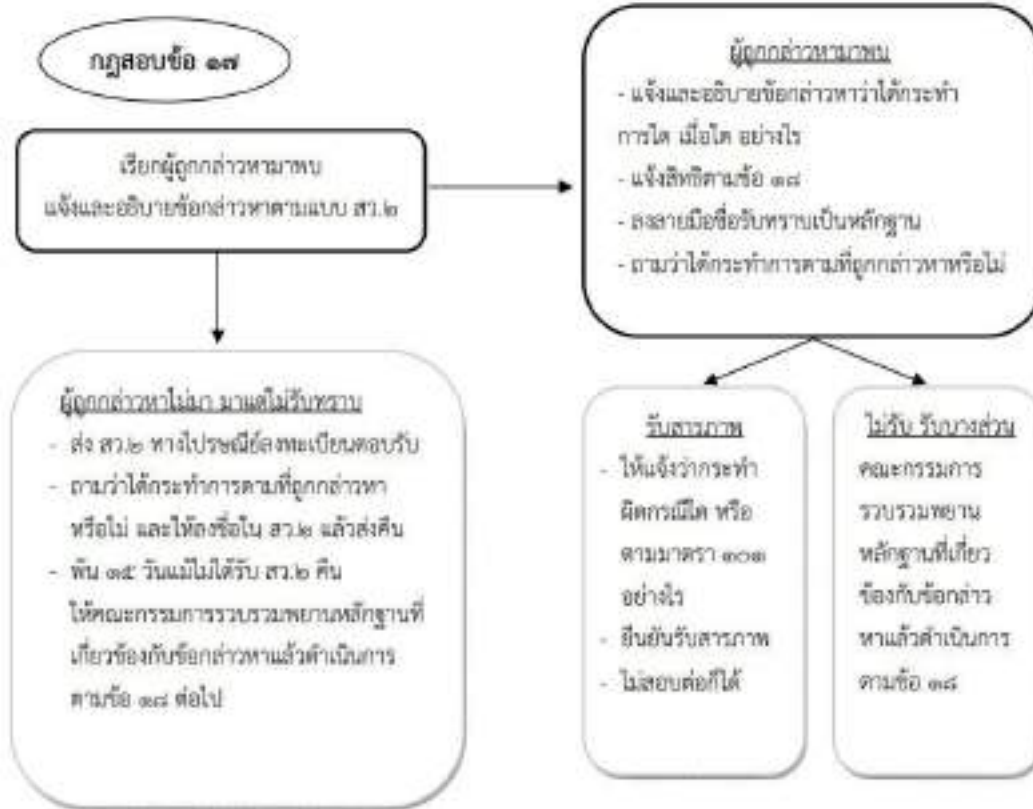 กฎสอบข้อ ๑๗
เรียกผู้ถูกกล่าวหามาพบ
แจ้งและอธิบายข้อกล่าวหาตามแบบ สว.๒
ผู้ถูกกล่าวหามาพบ
- แจ้งและอธิบายข้อกล่าวหาว่าได้กระทำ
การใด เมื่อใด อย่างไร
- แจ้งสิทธิตามข้อ ๑๘
- ลงลายมือชื่อรับทราบเป็นหลักฐาน
- ถามว่าได้กระทำการตามที่ถูกกล่าวหาหรือไม่
ผู้ถูกกล่าวหาไม่มา มาแต่ไม่รับทราบ
- ส่ง สว.๒ ทางไปรษณีย์ลงทะเบียนตอบรับ
- ถามว่าได้กระทำการตามที่ถูกกล่าวหา
หรือไม่ และให้ลงชื่อใน สว.๒ แล้วส่งคืน
- พ้น ๑๕ วันแม้ไม่ได้รับ สว.๒ คืน
ให้คณะกรรมการรวบรวมพยานหลักฐานที่
เกี่ยวข้องกับข้อกล่าวหาแล้วดำเนินการ
ตามข้อ ๑๘ ต่อไป
รับสารภาพ
- ให้แจ้งว่ากระทำ
ผิดกรณีใด หรือ
ตามมาตรา ๑๐๑
อย่างไร
- ยืนยันรับสารภาพ
- ไม่สอบต่อก็ได้
ไม่รับ รับบางส่วน
คณะกรรมการ
รวบรวมพยาน
หลักฐานที่เกี่ยว
ข้องกับข้อกล่าว
หาแล้วดำเนินการ
ตามข้อ ๑๘